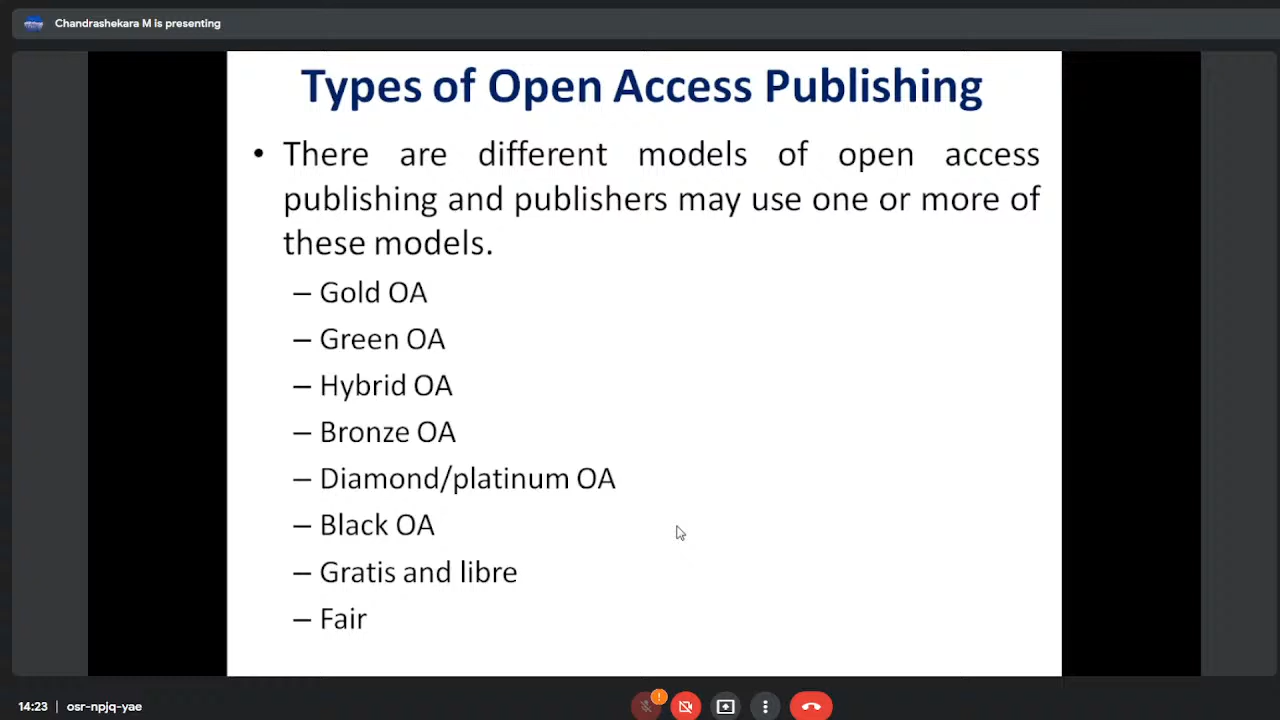 Chandrashekara M is presenting
Types of Open Access Publishing
• There are different models of open access
publishing and publishers may use one or more of
these models.
– Gold OA
– Green OA
– Hybrid OA
– Bronze OA
– Diamond/platinum OA
– Black OA
– Gratis and libre
– Fair
14:23 | osr-npjq-yae
!